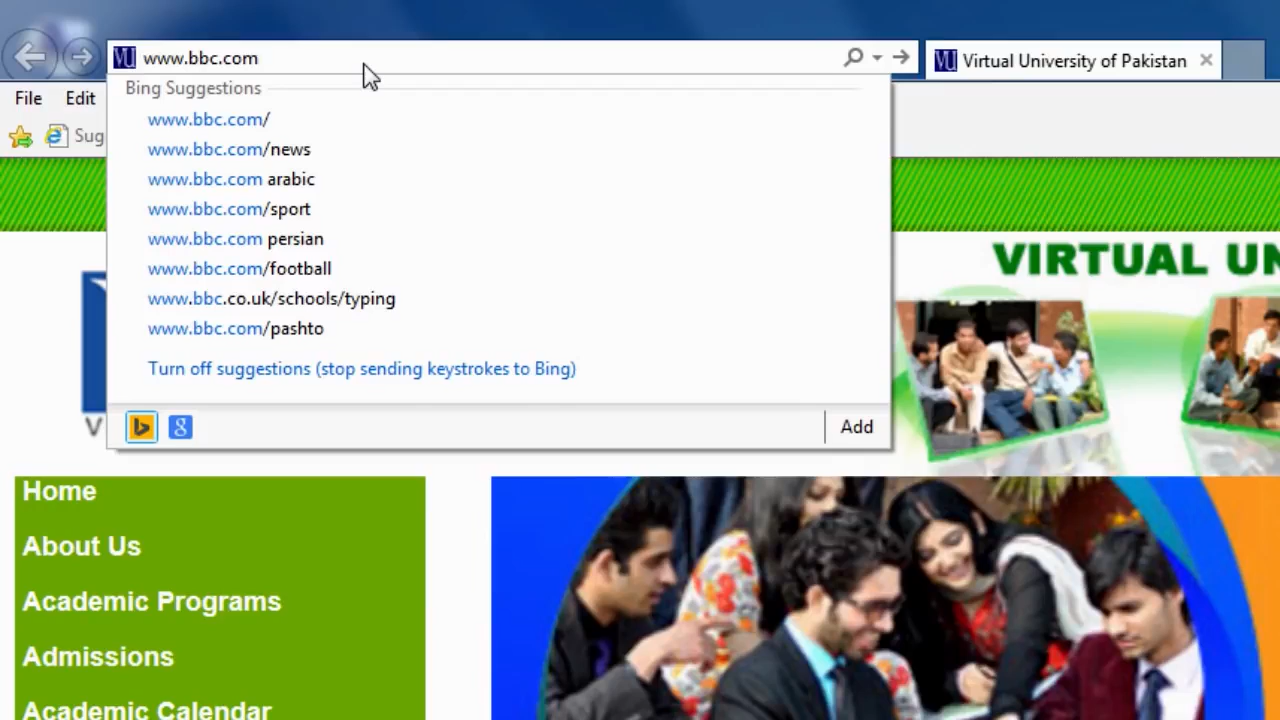 www.bbc.com
Virtual University of Pakistan
File Edit
Bing Suggestions
Sug
www.bbc.com/
www.bbc.com/news
www.bbc.com arabic
www.bbc.com/sport
www.bbc.com persian
www.bbc.com/football
www.bbc.co.uk/schools/typing
www.bbc.com/pashto
Turn off suggestions (stop sending keystrokes to Bing)
Add
VIRTUAL UN
V
Home
About Us
Academic Programs
Admissions
Academic Calendar